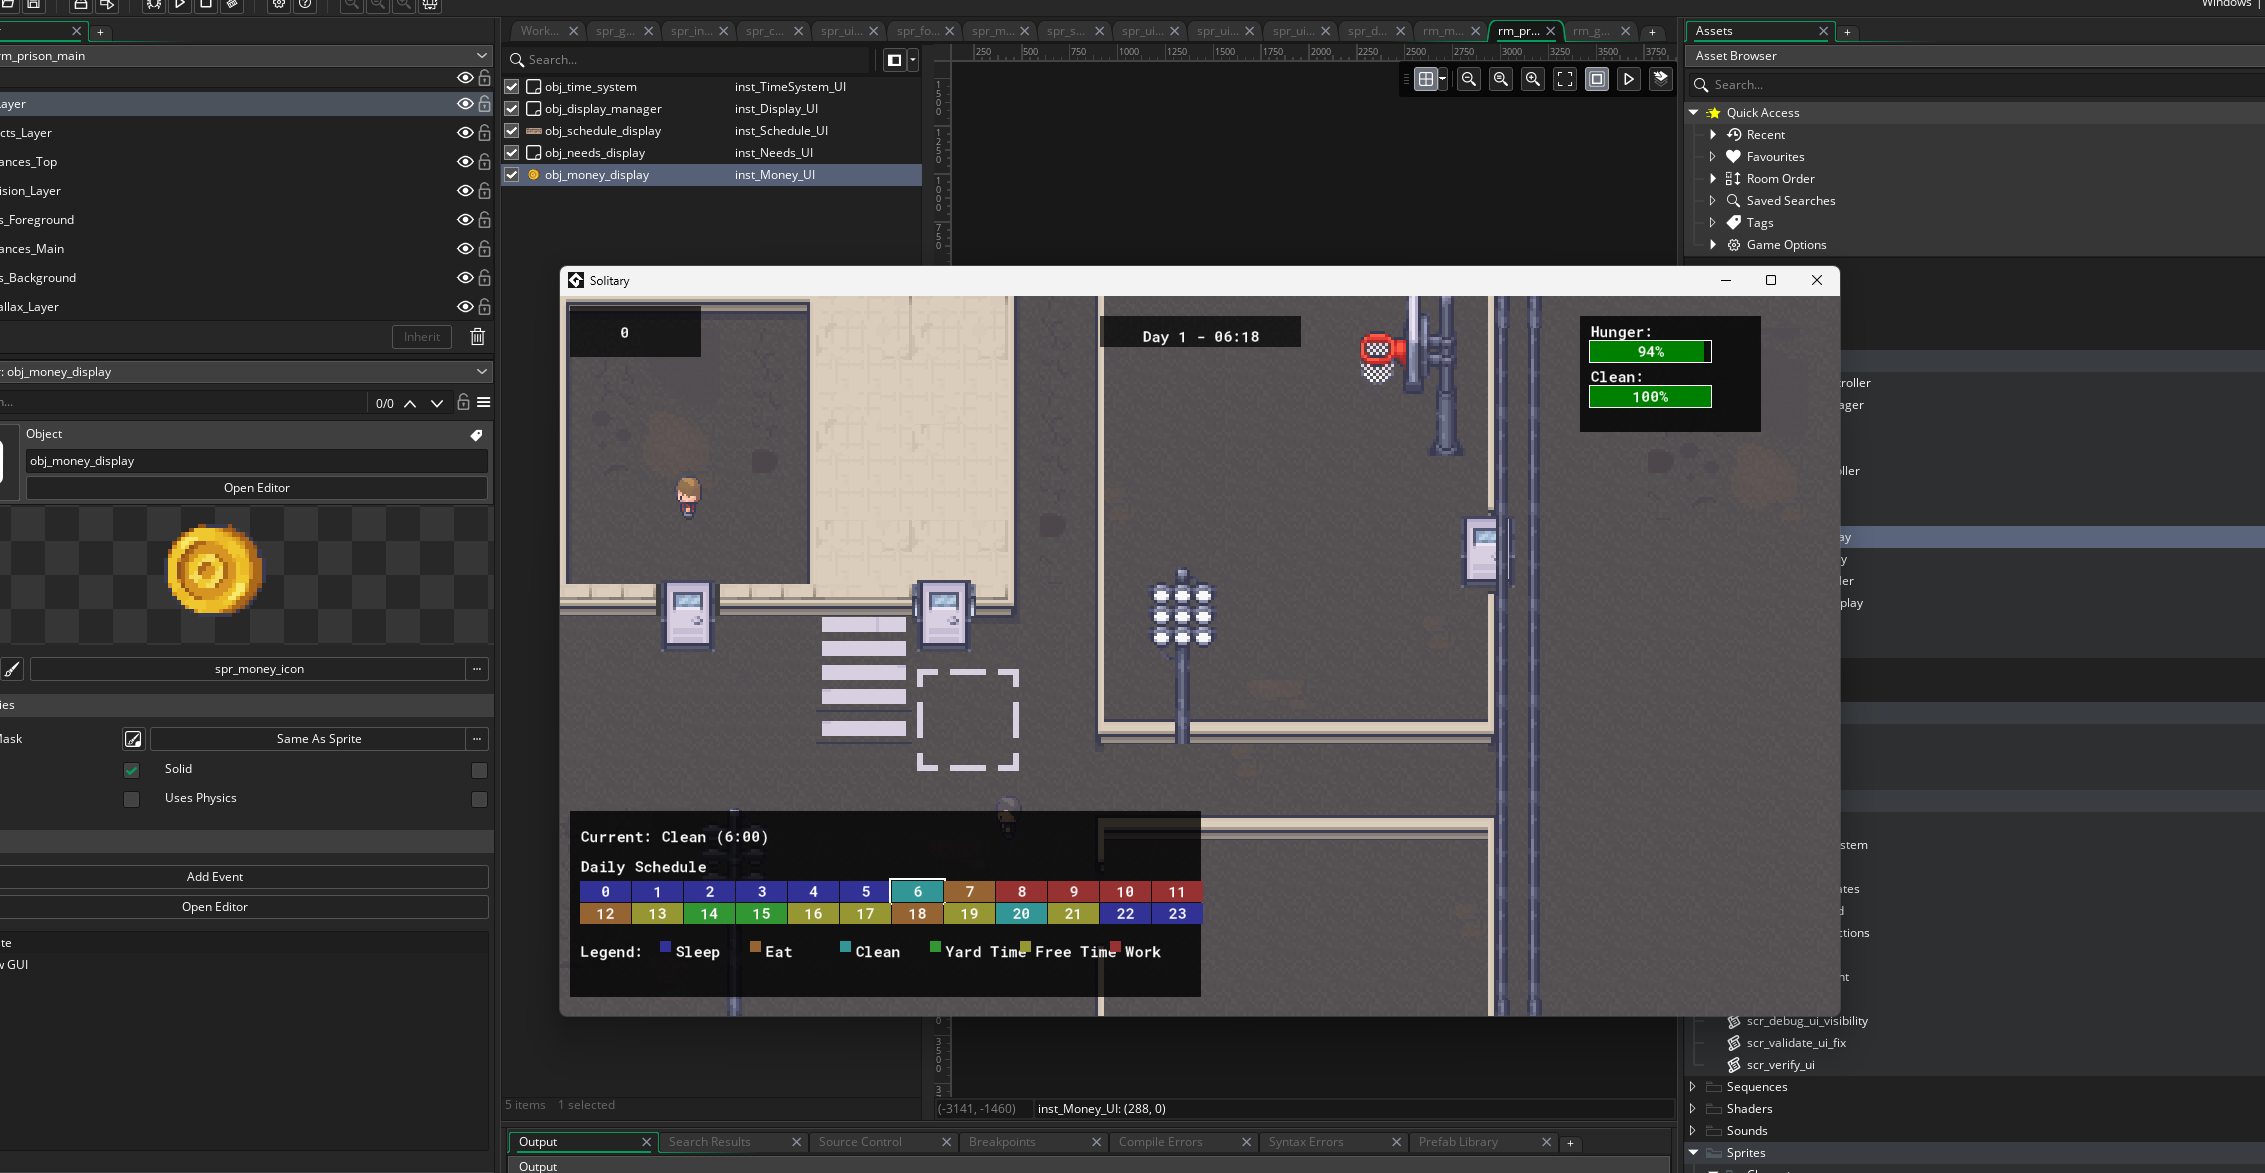 Windows
Work...
spr_g...
spr_in...
spr_c...
spr_ui...
spr_fo...
spr_m...
spr_s...
spr_ui...
spr_ui...
spr_ui...
spr_d...
rm_m...
rm_pr...
rm_g...
Assets
rm_prison_main
Search...
250 500 750 1000 1250 1500 1750 2000 2250 2500 2750 3000 3250 3500 3750
Asset Browser
Search...
obj_time_system inst_TimeSystem_UI
obj_display_manager inst_Display_UI
obj_schedule_display inst_Schedule_UI
obj_needs_display inst_Needs_UI
obj_money_display inst_Money_UI
Quick Access
Recent
Favourites
Room Order
Saved Searches
Tags
Game Options
ayer
cts_Layer
ances_Top
ision_Layer
s_Foreground
ances_Main
s_Background
allax_Layer
Inherit
: obj_money_display
0/0
Object
obj_money_display
Open Editor
spr_money_icon
ies
Mask
Same As Sprite
Solid
Uses Physics
Add Event
Open Editor
te
v GUI
Solitary
0
Day 1 - 06:18
Hunger:
94%
Clean:
100%
Current: Clean (6:00)
Daily Schedule
0 1 2 3 4 5 6 7 8 9 10 11
12 13 14 15 16 17 18 19 20 21 22 23
Legend: Sleep Eat Clean Yard Time Free Time Work
roller
ager
ller
ay
y
ler
play
stem
ates
d
ctions
nt
scr_debug_ui_visibility
scr_validate_ui_fix
scr_verify_ui
Sequences
Shaders
Sounds
Sprites
5 items 1 selected
(-3141, -1460)
inst_Money_UI: (288, 0)
Output
Search Results
Source Control
Breakpoints
Compile Errors
Syntax Errors
Prefab Library
Output